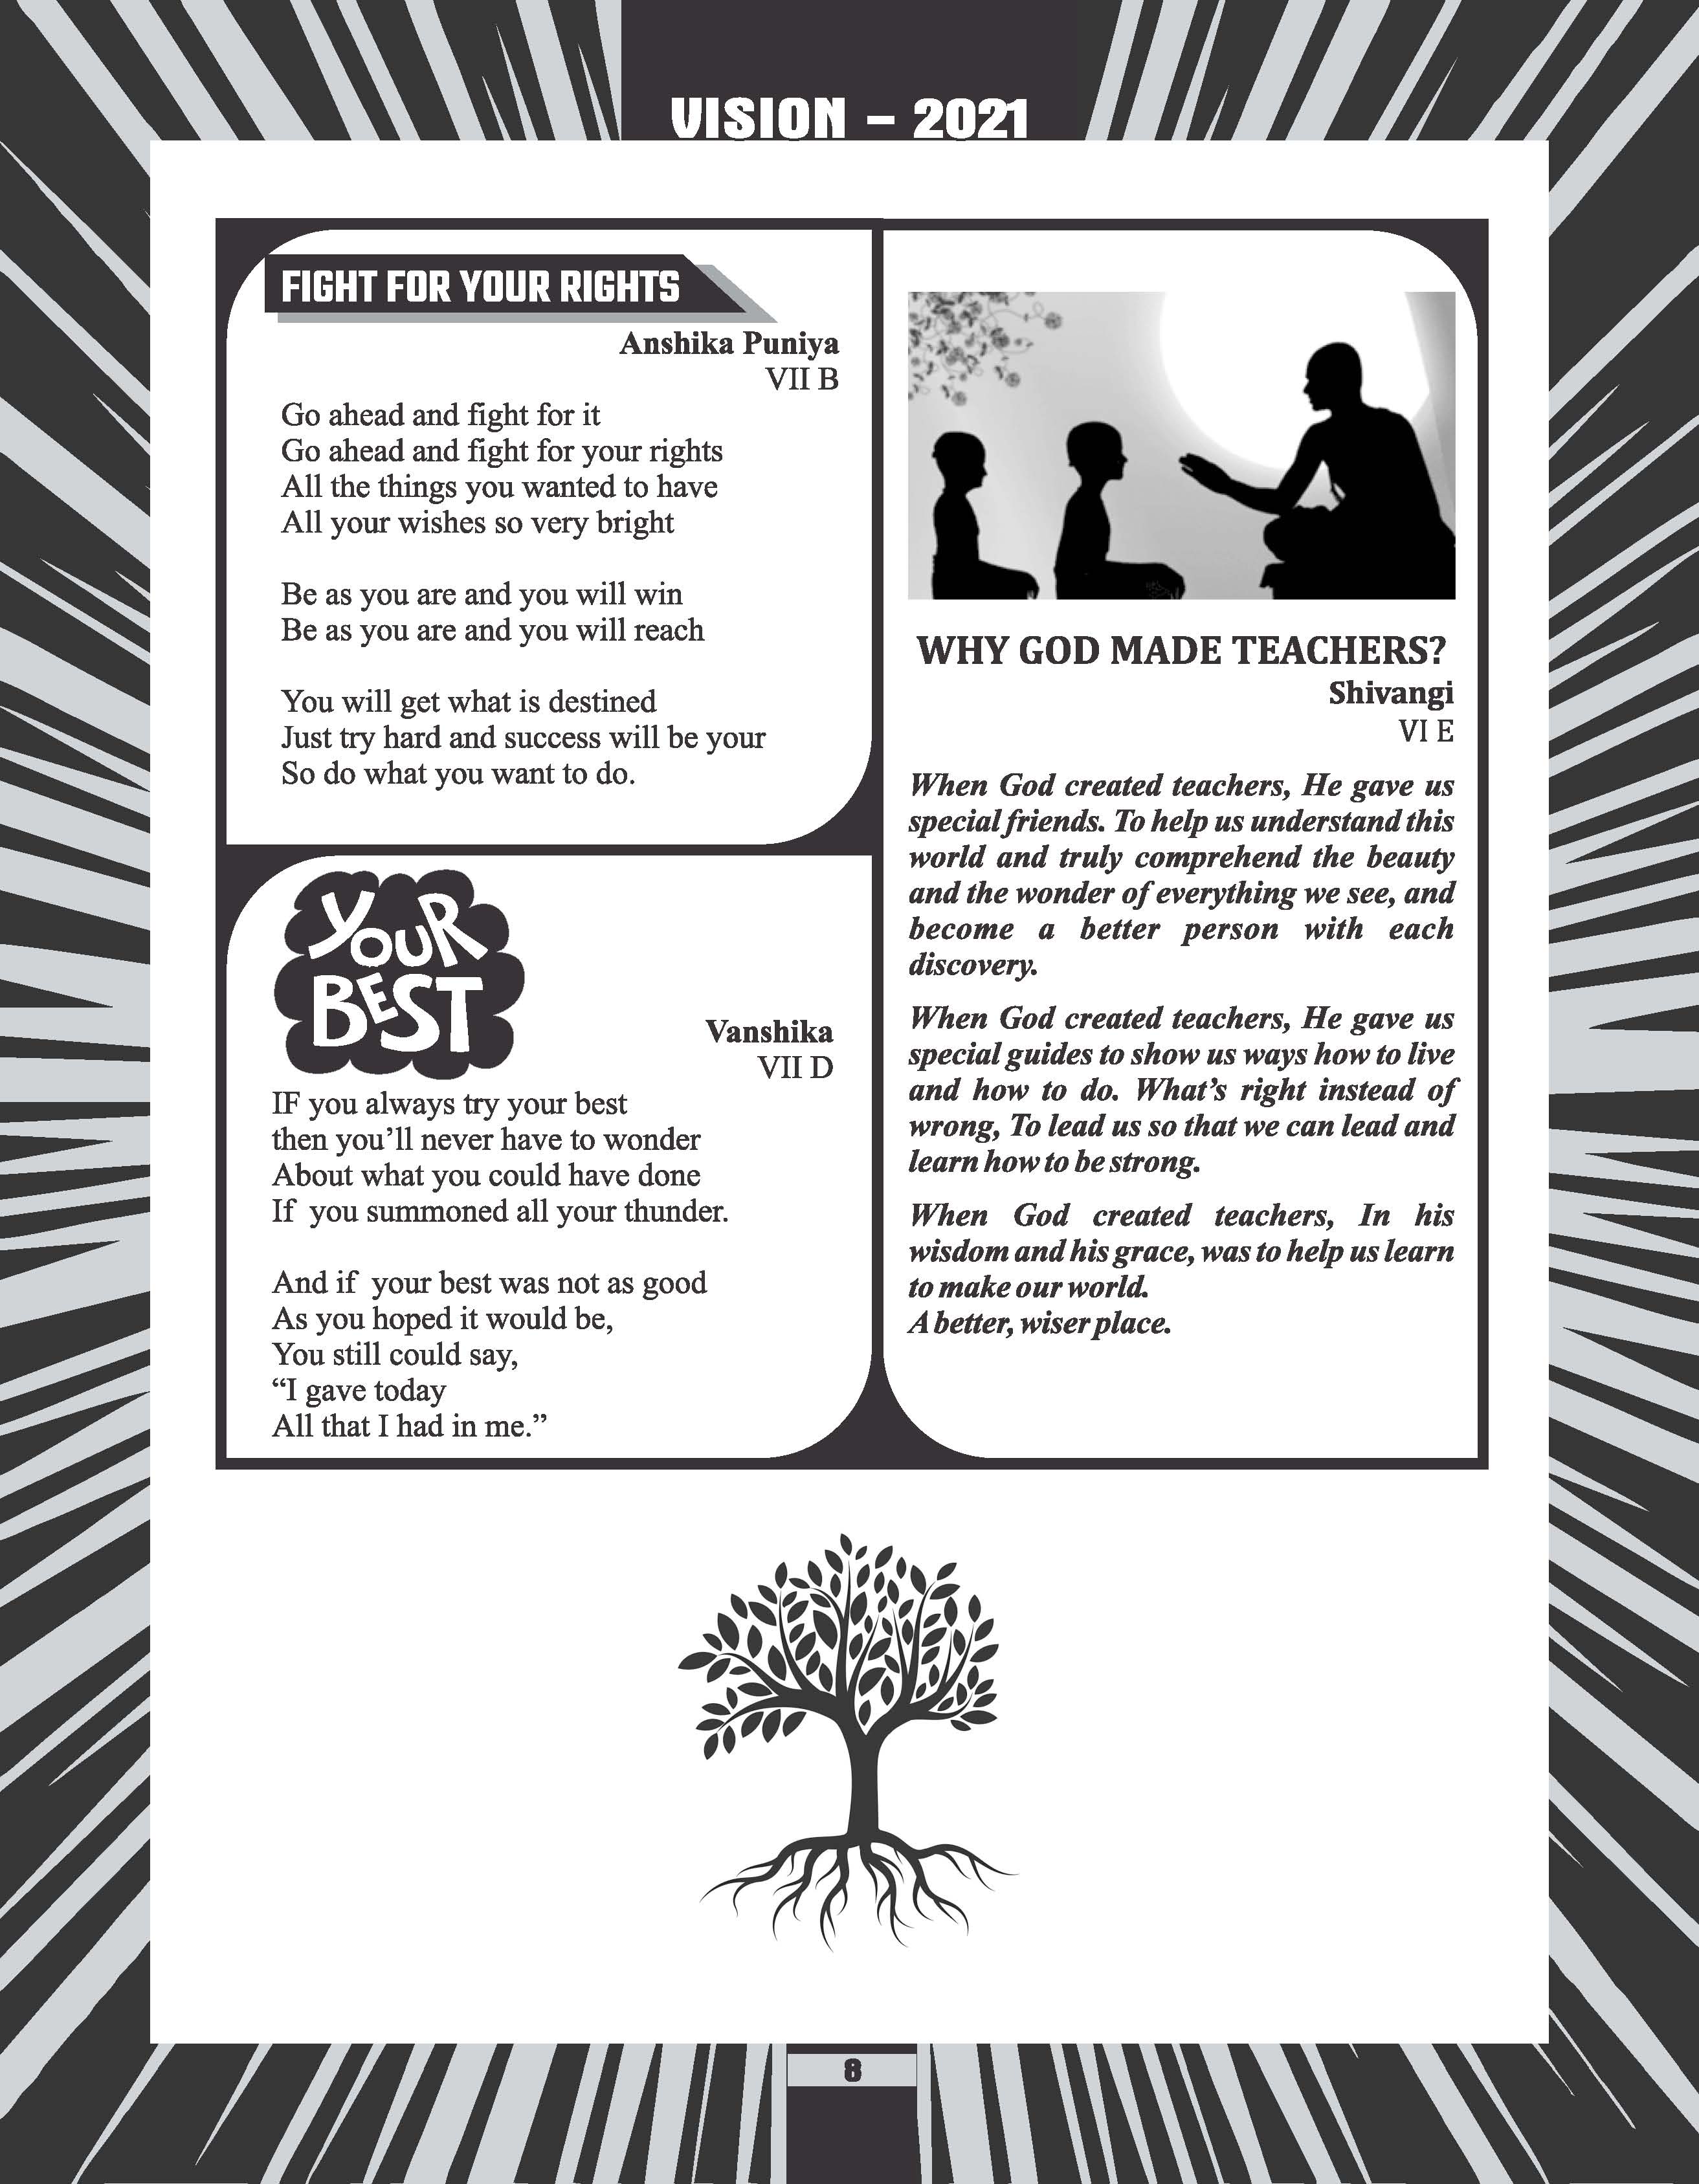 VISION – 2021
FIGHT FOR YOUR RIGHTS
Anshika Puniya
VII B
Go ahead and fight for it
Go ahead and fight for your rights
All the things you wanted to have
All your wishes so very bright
Be as you are and you will win
Be as you are and you will reach
You will get what is destined
Just try hard and success will be your
So do what you want to do.
YOUR
BEST
Vanshika
VII D
IF you always try your best
then you’ll never have to wonder
About what you could have done
If you summoned all your thunder.
And if your best was not as good
As you hoped it would be,
You still could say,
“I gave today
All that I had in me.”
WHY GOD MADE TEACHERS?
Shivangi
VI E
When God created teachers, He gave us
special friends. To help us understand this
world and truly comprehend the beauty
and the wonder of everything we see, and
become a better person with each
discovery.
When God created teachers, He gave us
special guides to show us ways how to live
and how to do. What’s right instead of
wrong, To lead us so that we can lead and
learn how to be strong.
When God created teachers, In his
wisdom and his grace, was to help us learn
to make our world.
A better, wiser place.
8